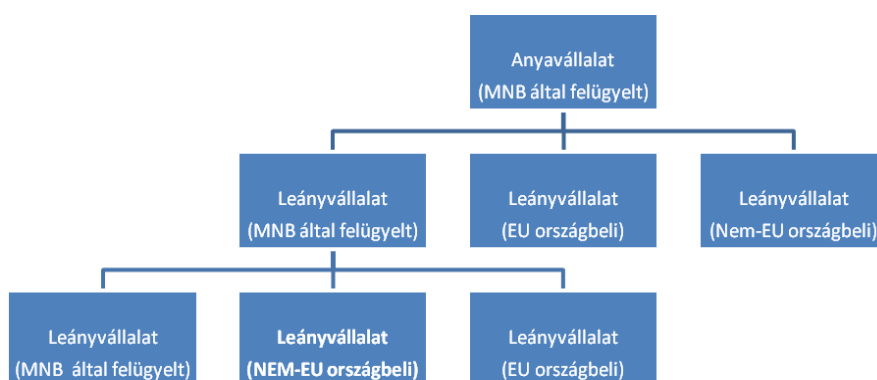 Anyavállalat
(MNB által felügyelt)
Leányvállalat
(MNB által felügyelt)
Leányvállalat
(EU országbeli)
Leányvállalat
(Nem-EU országbeli)
Leányvállalat
(MNB által felügyelt)
Leányvállalat
(NEM-EU országbeli)
Leányvállalat
(EU országbeli)